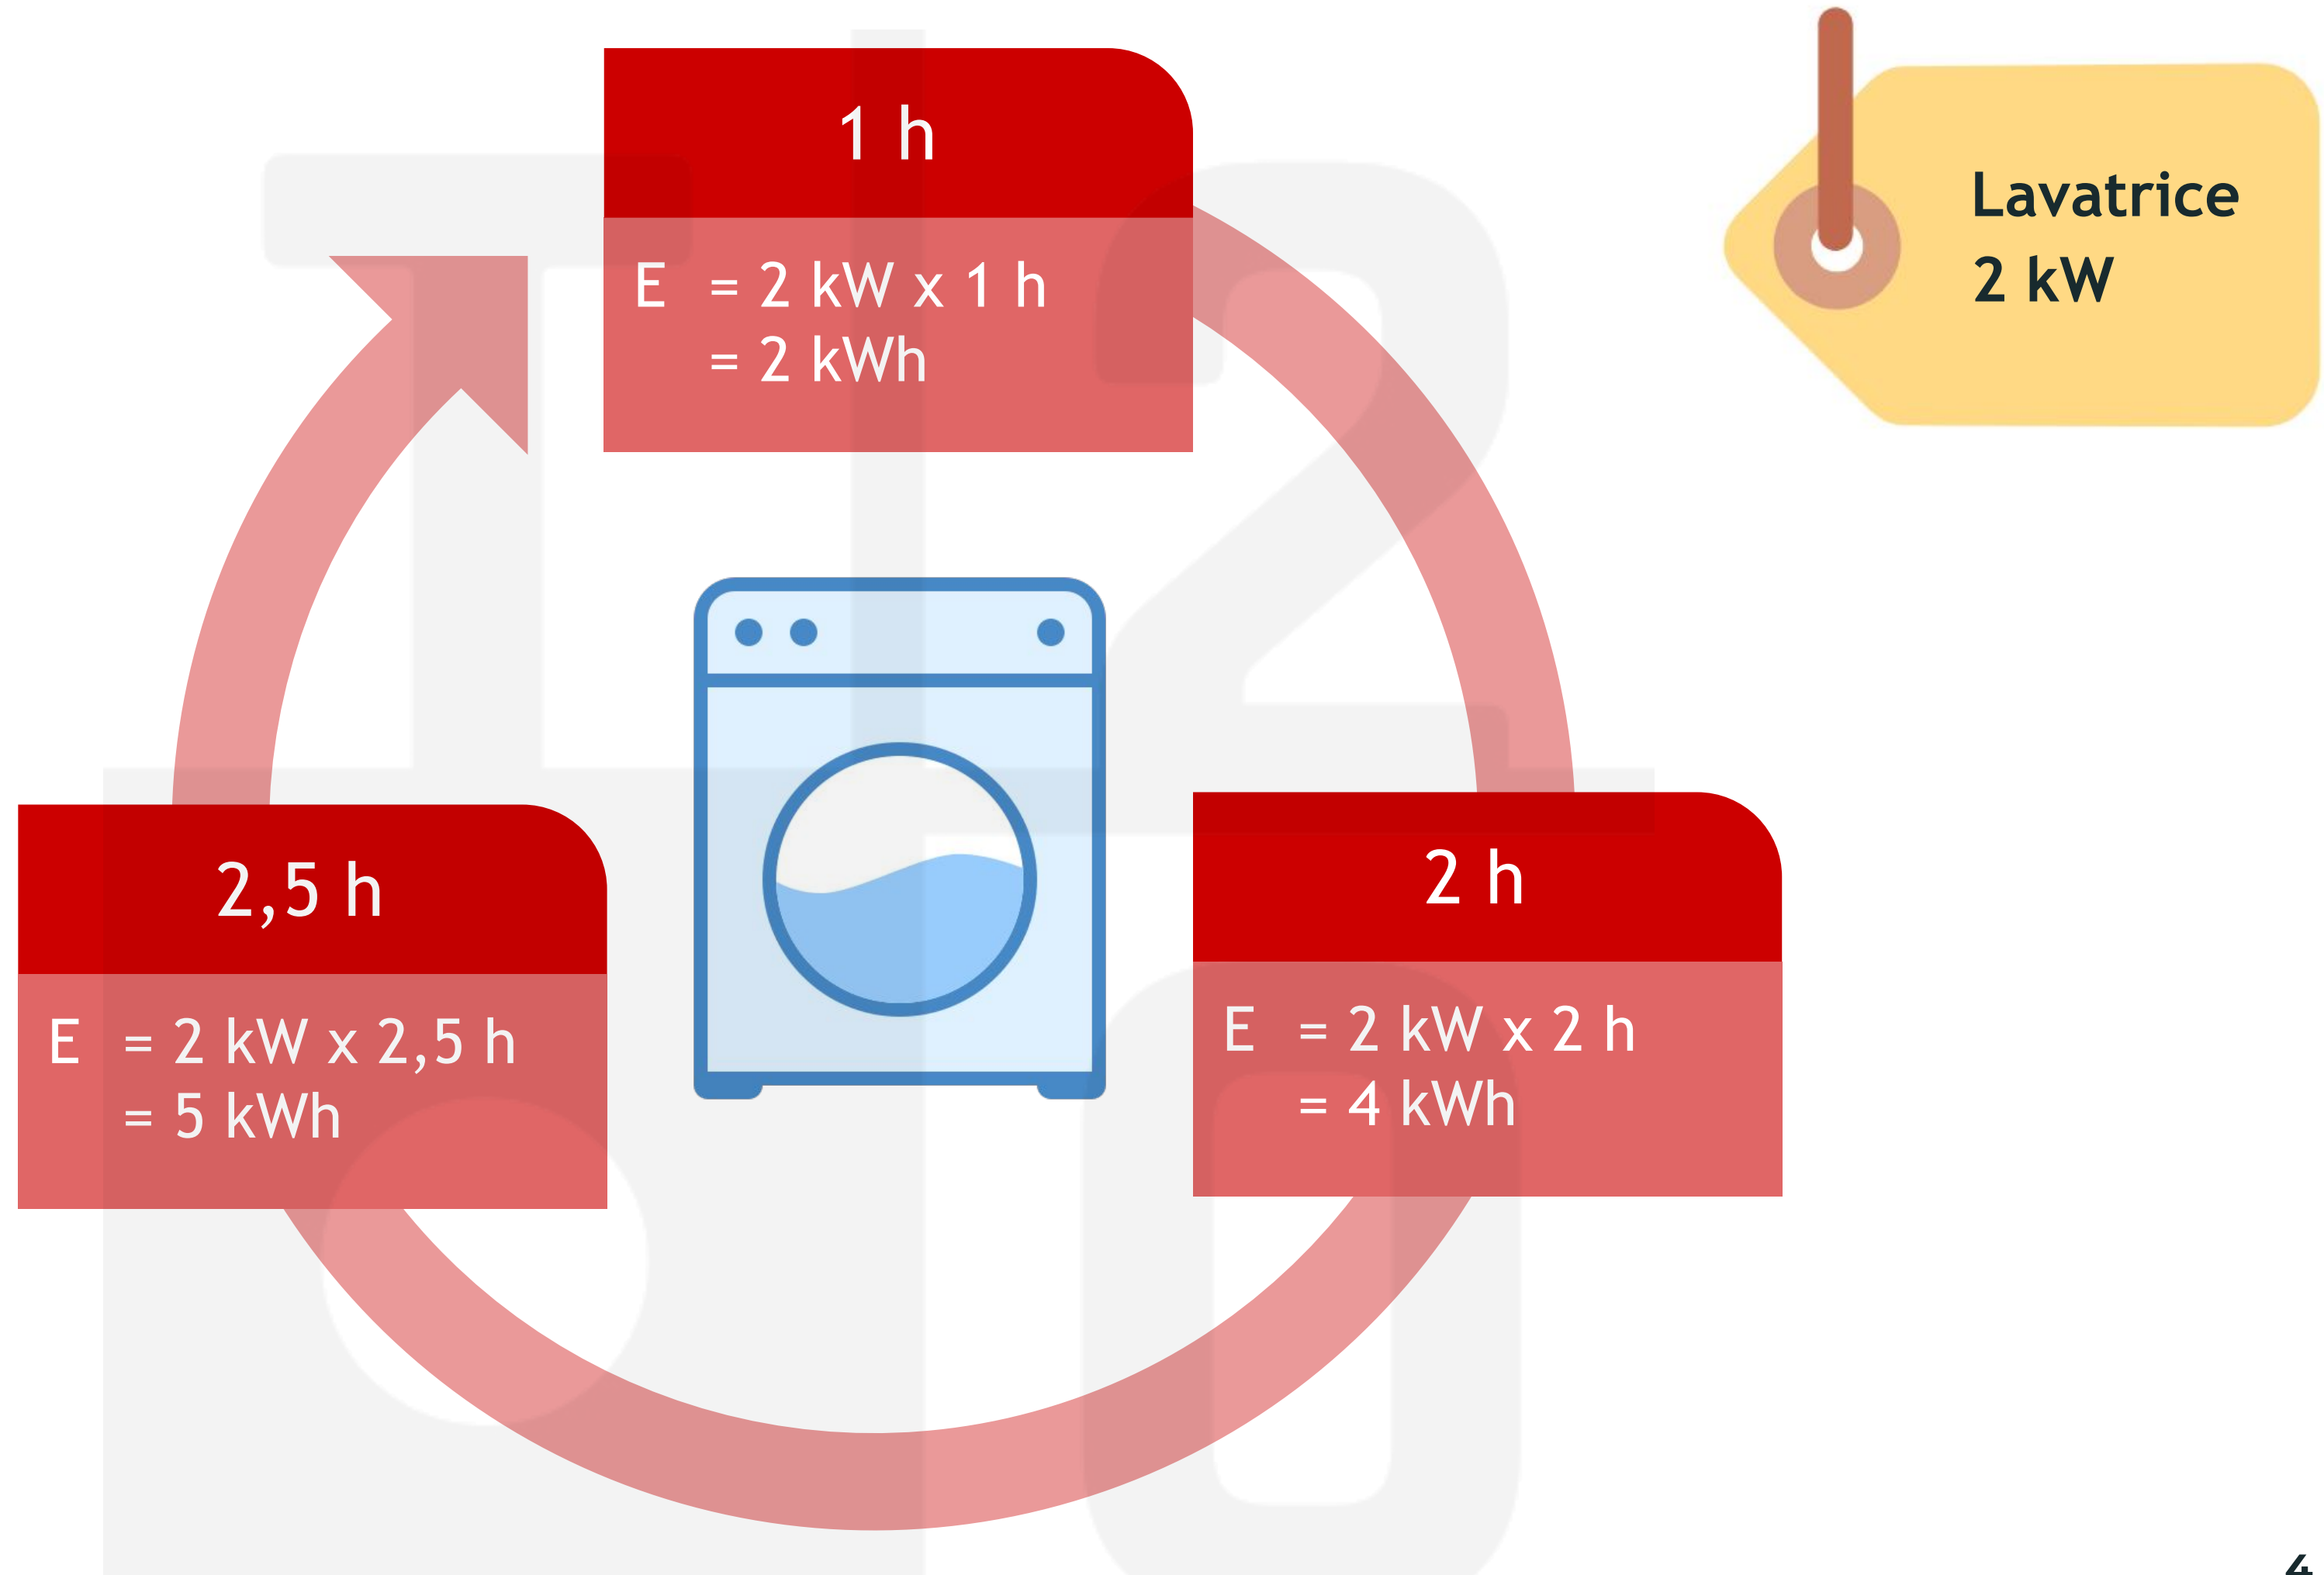 1 h
E = 2 kW x 1 h
= 2 kWh
Lavatrice
2 kW
2,5 h
E = 2 kW x 2,5 h
= 5 kWh
2 h
E = 2 kW x 2 h
= 4 kWh
4